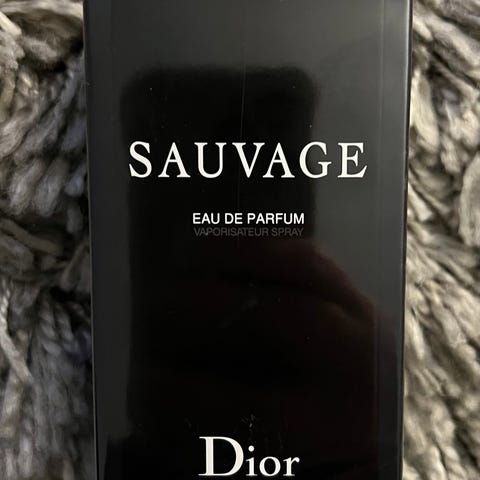 SAUVAGE
EAU DE PARFUM
VAPORISATEUR SPRAY
Dior